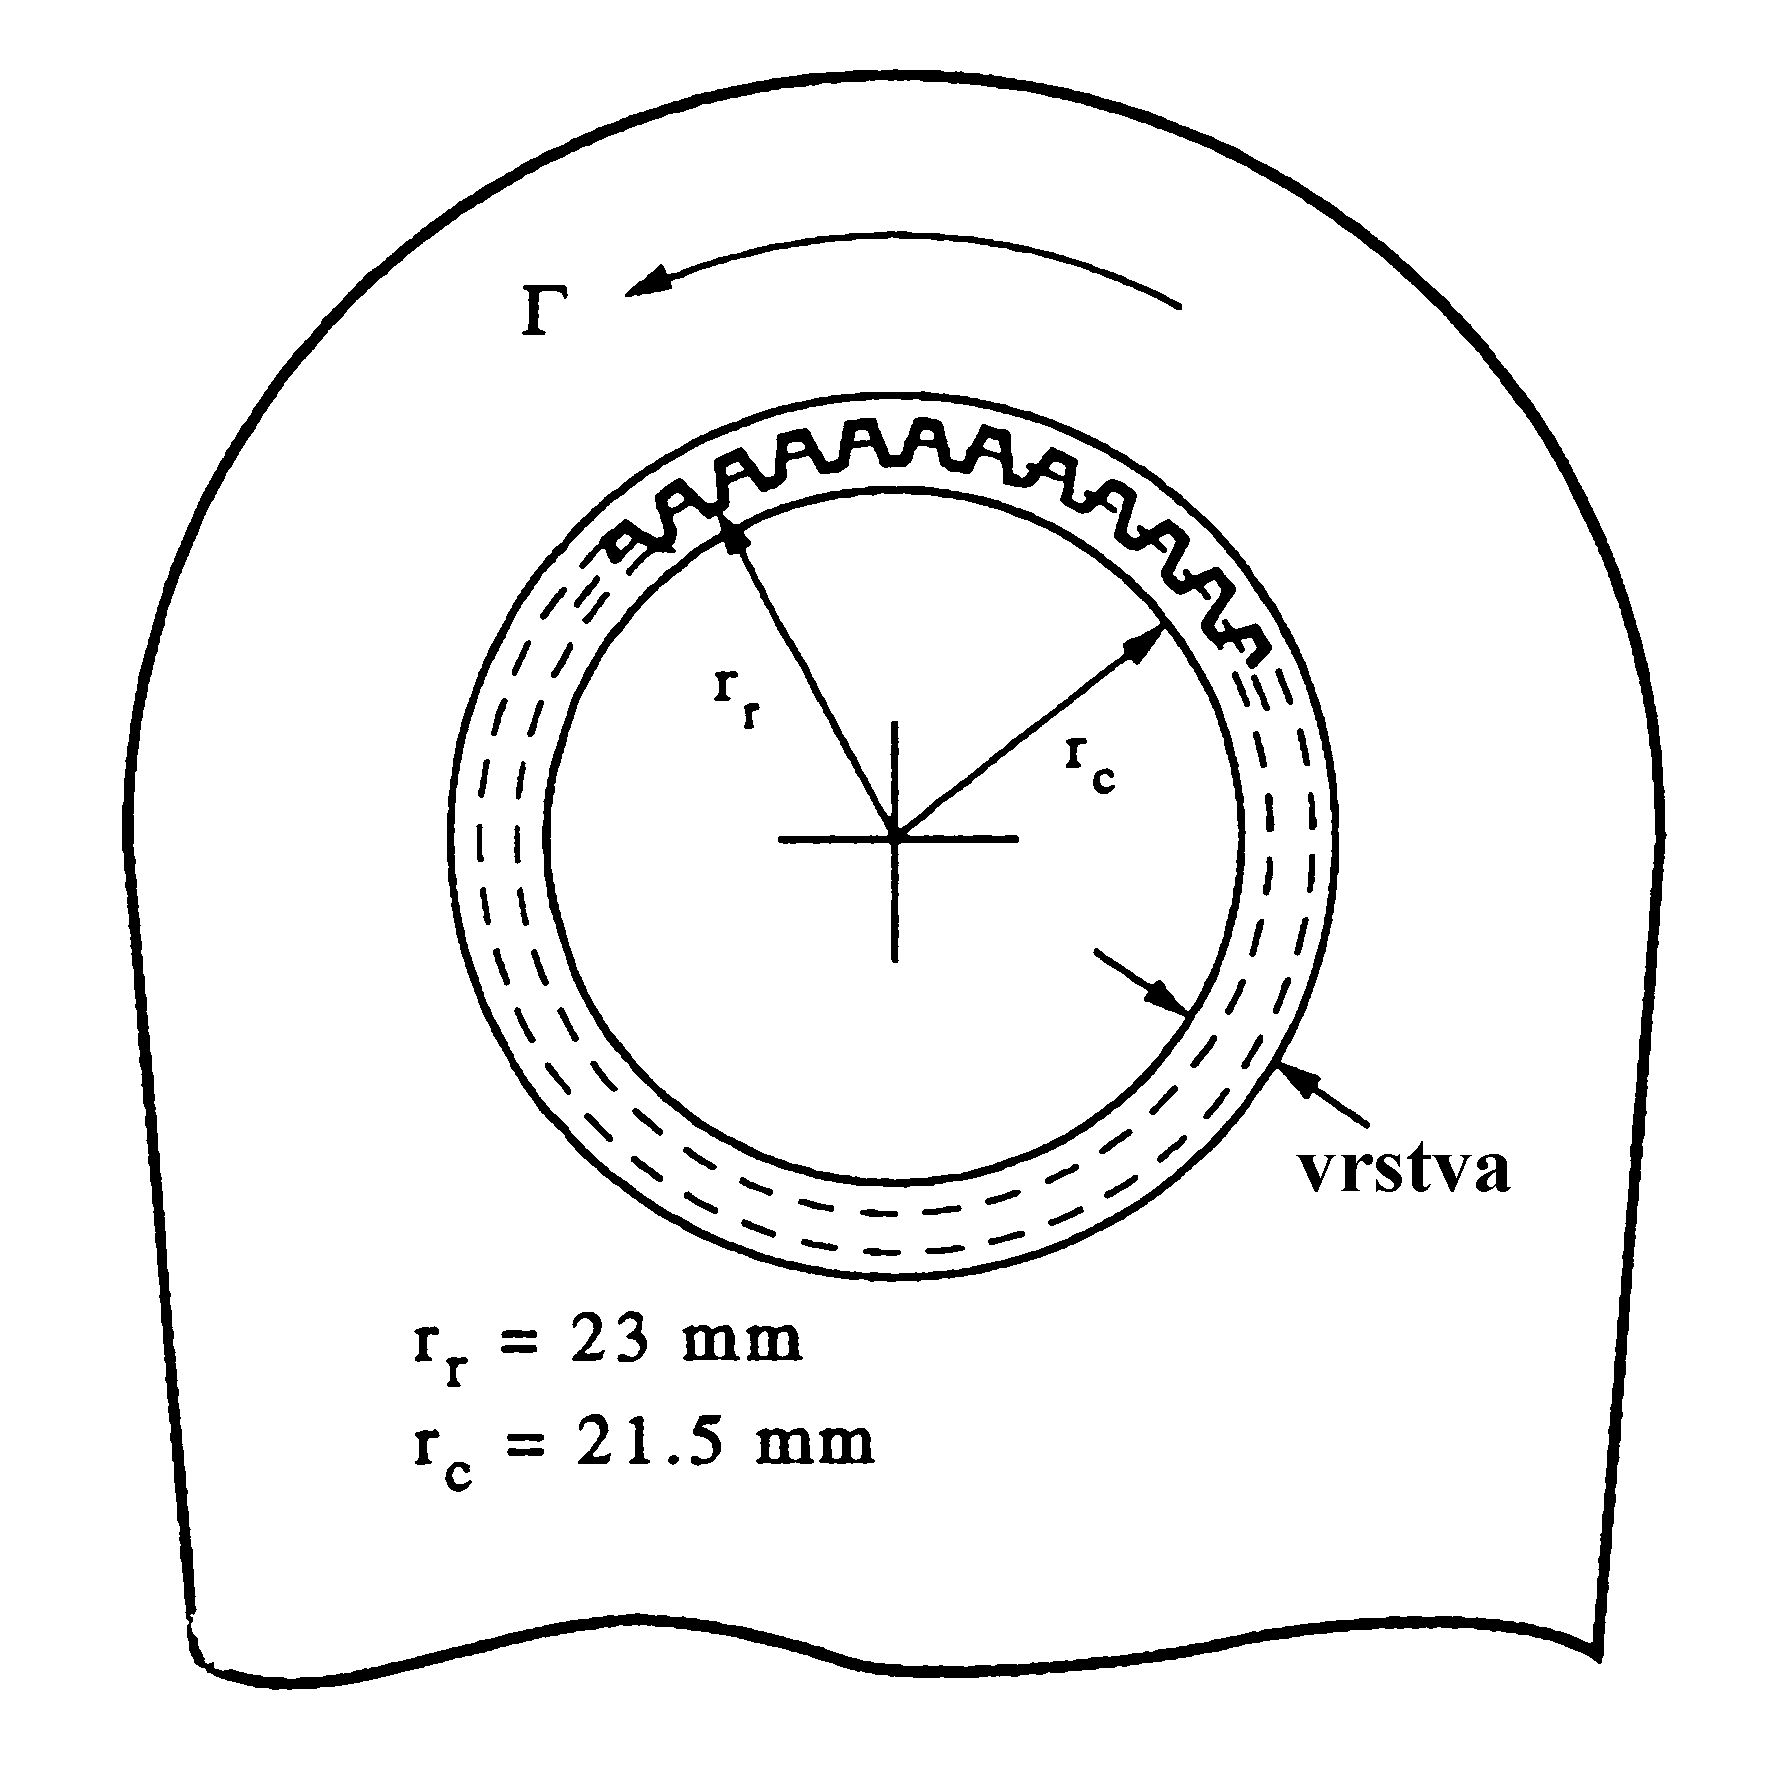 Γ
r_r
r_c
vrstva
r_r = 23 mm
r_c = 21.5 mm